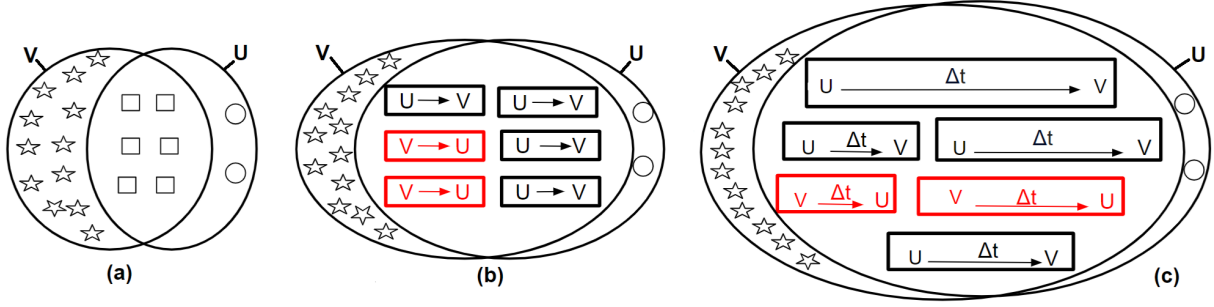 V
U
(a)
V
U
U → V
U → V
V → U
U → V
V → U
U → V
(b)
V
U
U Δt V
U Δt V
U Δt V
V Δt U
V Δt U
U Δt V
(c)